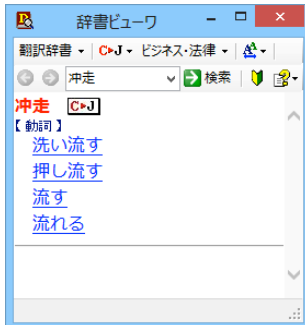 辞書ビューワ
翻訳辞書 C▸J ビジネス・法律
冲走 検索
冲走 C▸J
【動詞】
洗い流す
押し流す
流す
流れる